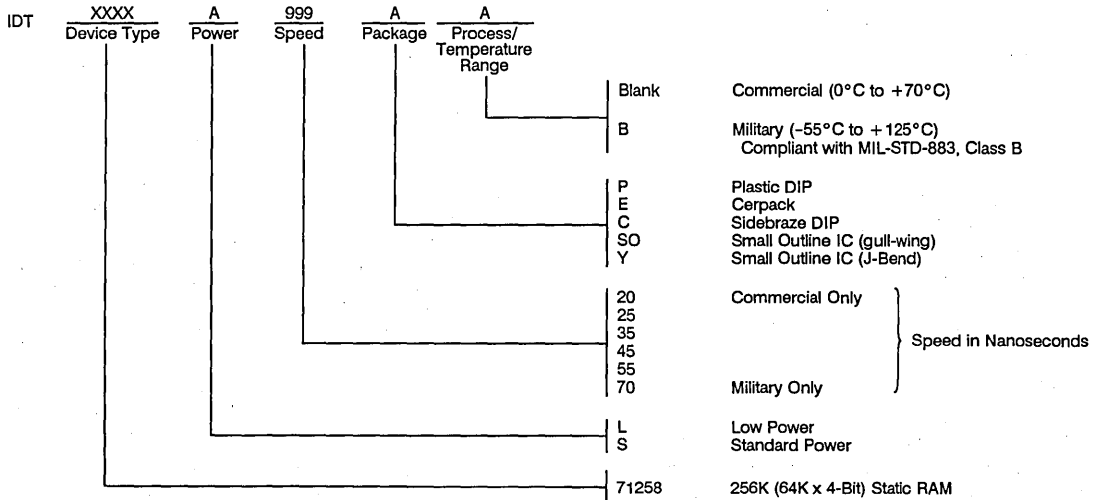 IDT XXXX A 999 A A
Device Type Power Speed Package Process/
Temperature
Range
Blank Commercial (0°C to +70°C)
B Military (–55°C to +125°C)
Compliant with MIL-STD-883, Class B
P Plastic DIP
E Cerpack
C Sidebraze DIP
SO Small Outline IC (gull-wing)
Y Small Outline IC (J-Bend)
20 Commercial Only
25
35
45
55
70 Military Only
Speed in Nanoseconds
L Low Power
S Standard Power
71258 256K (64K x 4-Bit) Static RAM